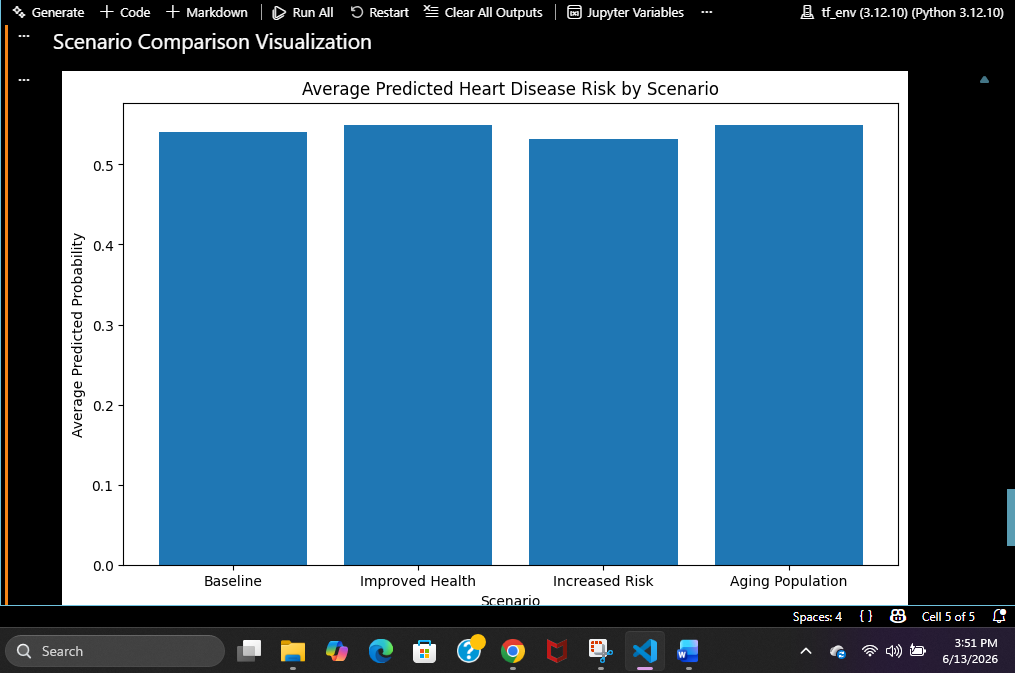 Generate + Code + Markdown Run All Restart Clear All Outputs Jupyter Variables ... tf_env (3.12.10) (Python 3.12.10)
... Scenario Comparison Visualization
...
Average Predicted Heart Disease Risk by Scenario
Average Predicted Probability
0.5
0.4
0.3
0.2
0.1
0.0
Baseline Improved Health Increased Risk Aging Population
Scenario
Spaces: 4 { } Cell 5 of 5
Search
3:51 PM
6/13/2026